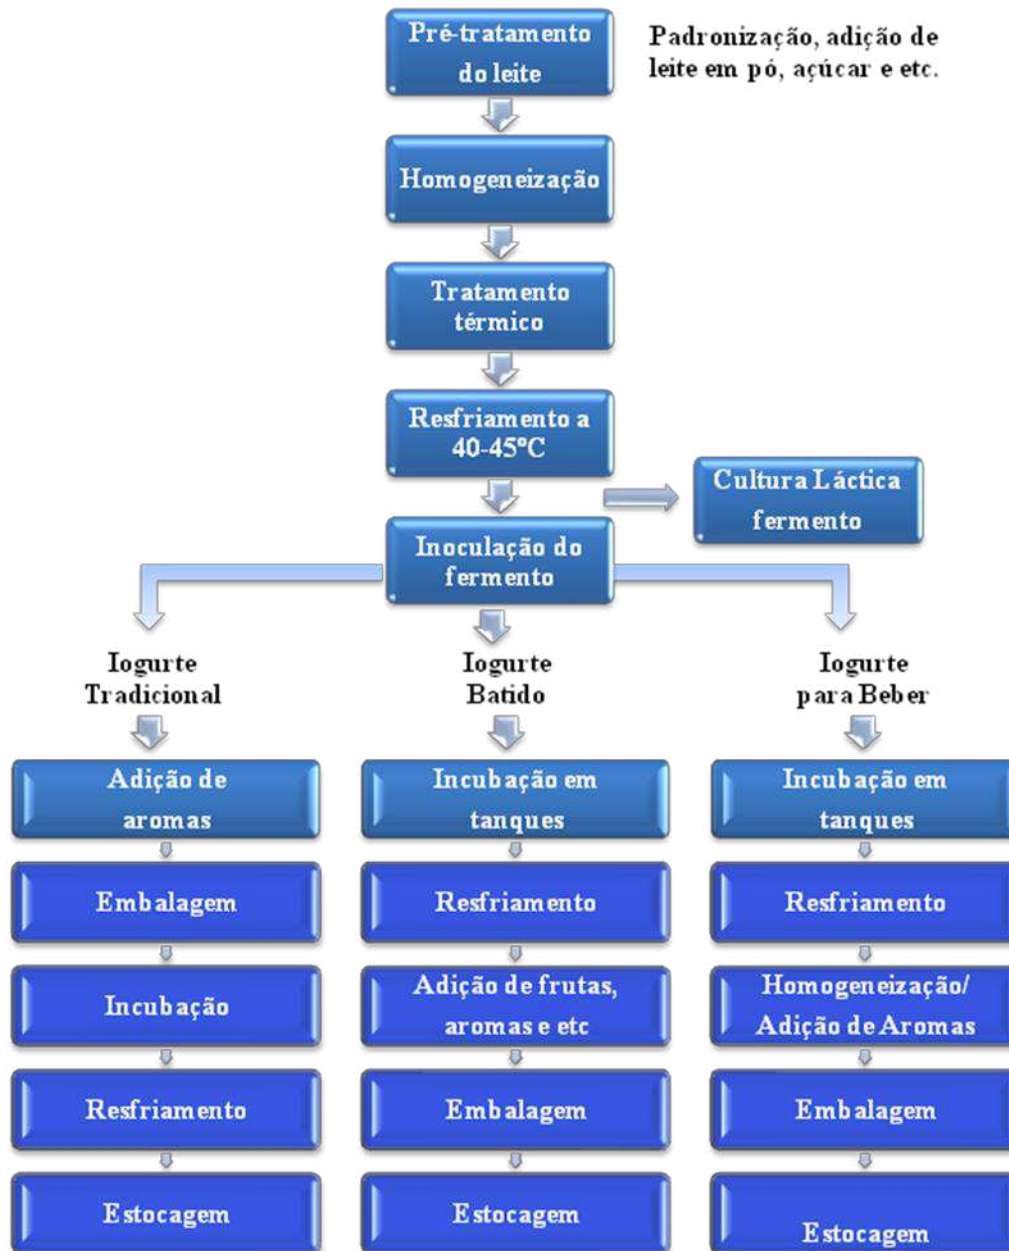 Pré-tratamento
do leite
Padronização, adição de
leite em pó, açúcar e etc.
Homogeneização
Tratamento
térmico
Resfriamento a
40-45ºC
Cultura Láctica
fermento
Inoculação do
fermento
Iogurte
Tradicional
Iogurte
Batido
Iogurte
para Beber
Adição de
aromas
Incubação em
tanques
Incubação em
tanques
Embalagem
Resfriamento
Resfriamento
Incubação
Adição de frutas,
aromas e etc
Homogeneização/
Adição de Aromas
Resfriamento
Embalagem
Embalagem
Estocagem
Estocagem
Estocagem